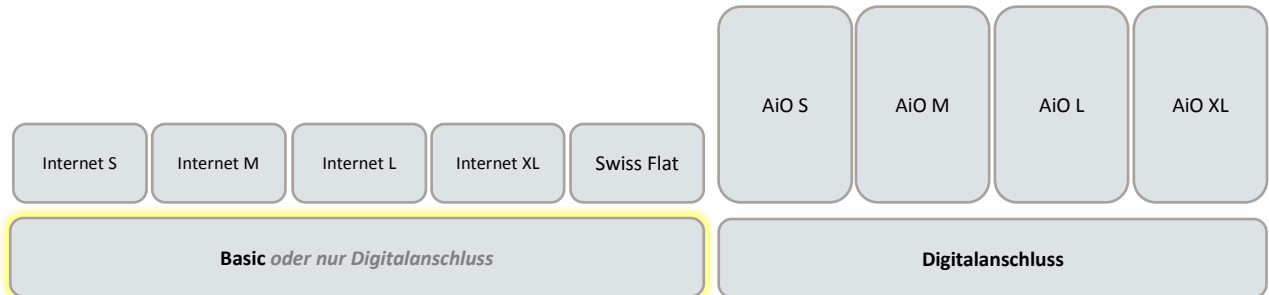 AiO S
AiO M
AiO L
AiO XL
Internet S
Internet M
Internet L
Internet XL
Swiss Flat
Basic oder nur Digitalanschluss
Digitalanschluss